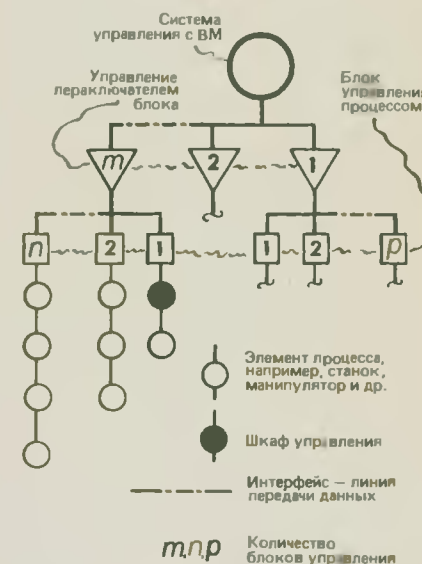 Система
управления с ВМ
Управление
лераключателем
блока
Блок
управления
процессом
m
2
1
n
2
1
1
2
p
Элемент процесса,
например, станок,
манипулятор и др.
Шкаф управления
Интерфейс — линия
передачи данных
m,n,p
Количество
блоков управления